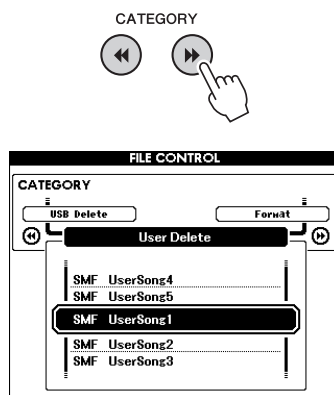 CATEGORY
FILE CONTROL
CATEGORY
USB Delete
Format
User Delete
SMF UserSong4
SMF UserSong5
SMF UserSong1
SMF UserSong2
SMF UserSong3